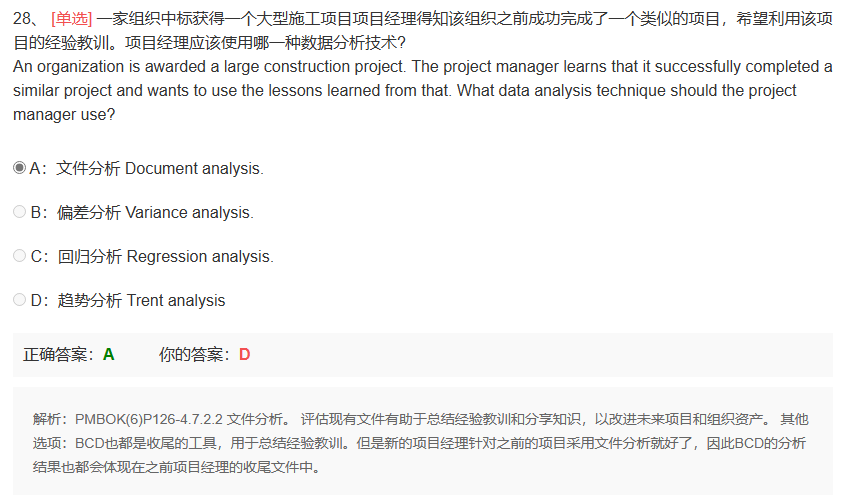 28、 [单选] 一家组织中标获得一个大型施工项目项目经理得知该组织之前成功完成了一个类似的项目，希望利用该项
目的经验教训。项目经理应该使用哪一种数据分析技术?
An organization is awarded a large construction project. The project manager learns that it successfully completed a
similar project and wants to use the lessons learned from that. What data analysis technique should the project
manager use?
A：文件分析 Document analysis.
B：偏差分析 Variance analysis.
C：回归分析 Regression analysis.
D：趋势分析 Trent analysis
正确答案：A 你的答案：D
解析：PMBOK(6)P126-4.7.2.2 文件分析。 评估现有文件有助于总结经验教训和分享知识，以改进未来项目和组织资产。 其他
选项：BCD也都是收尾的工具，用于总结经验教训。但是新的项目经理针对之前的项目采用文件分析就好了，因此BCD的分析
结果也都会体现在之前项目经理的收尾文件中。